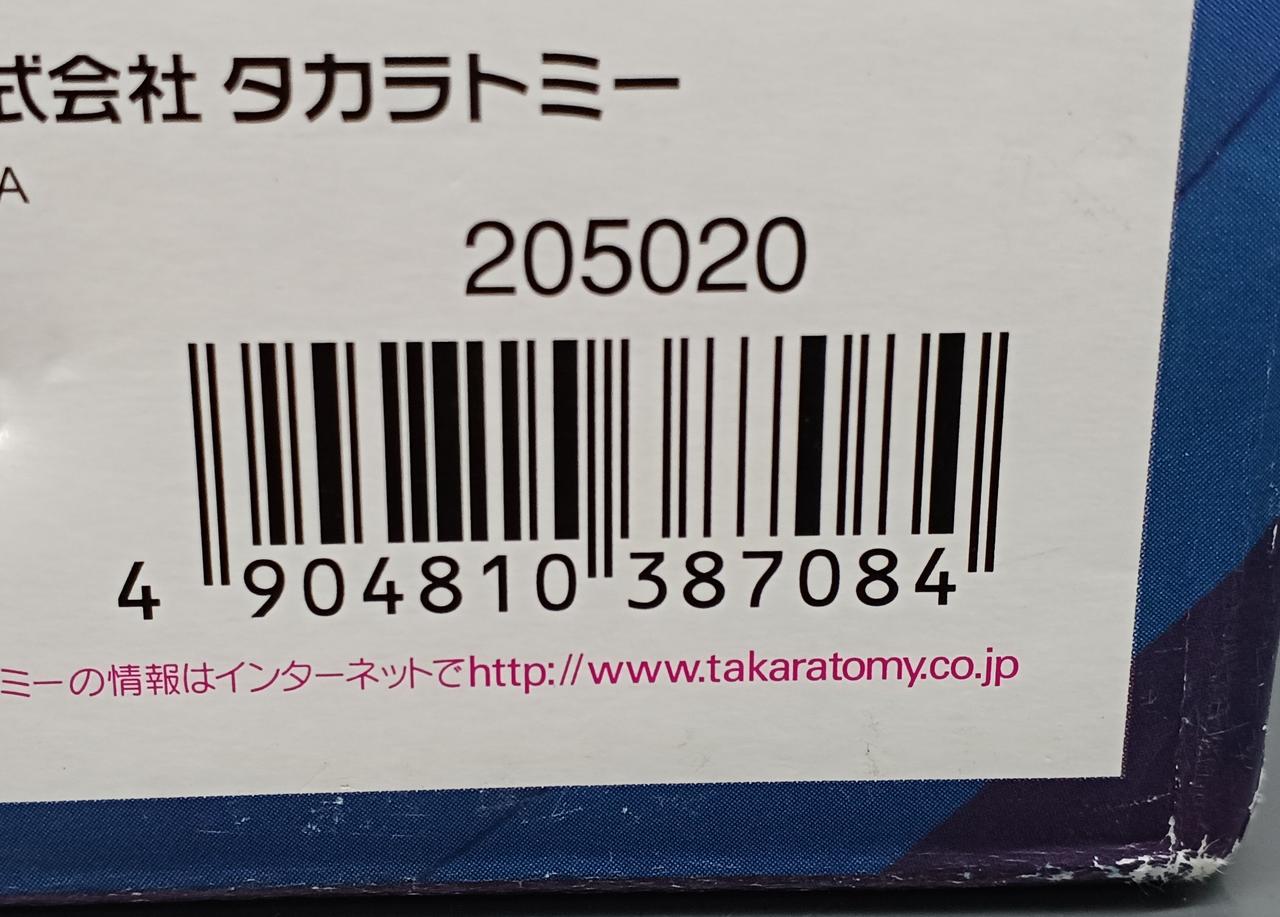 式会社 タカラトミー
A
205020
4 904810 387084
ミーの情報はインターネットでhttp://www.takaratomy.co.jp